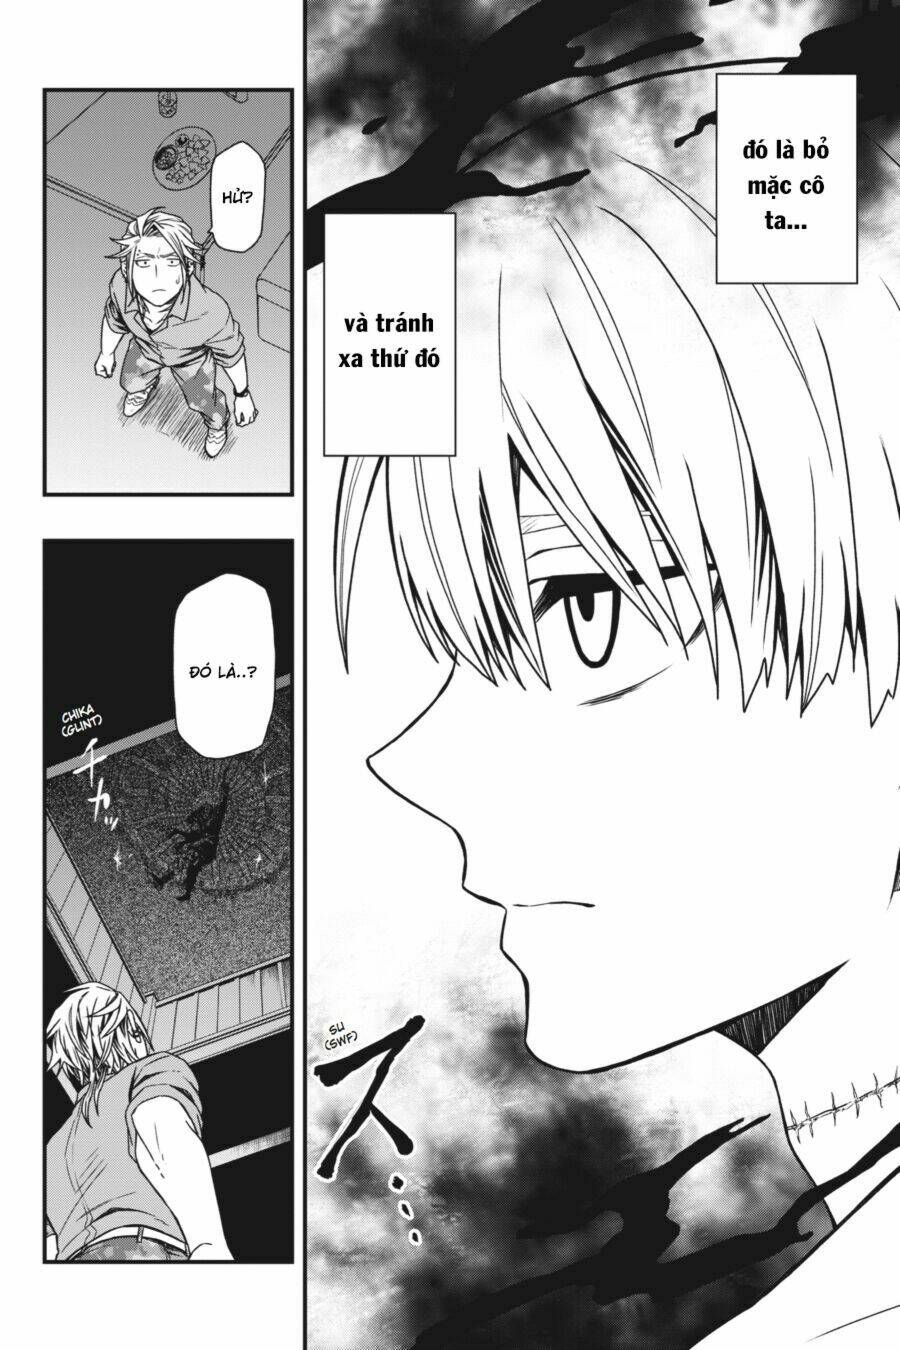 đó là bỏ
mặc cô
ta...
và tránh
xa thứ đó
SU
(SWF)
ス...
HỬ?
ĐÓ LÀ..?
CHIKA
(GLINT)
チカッ